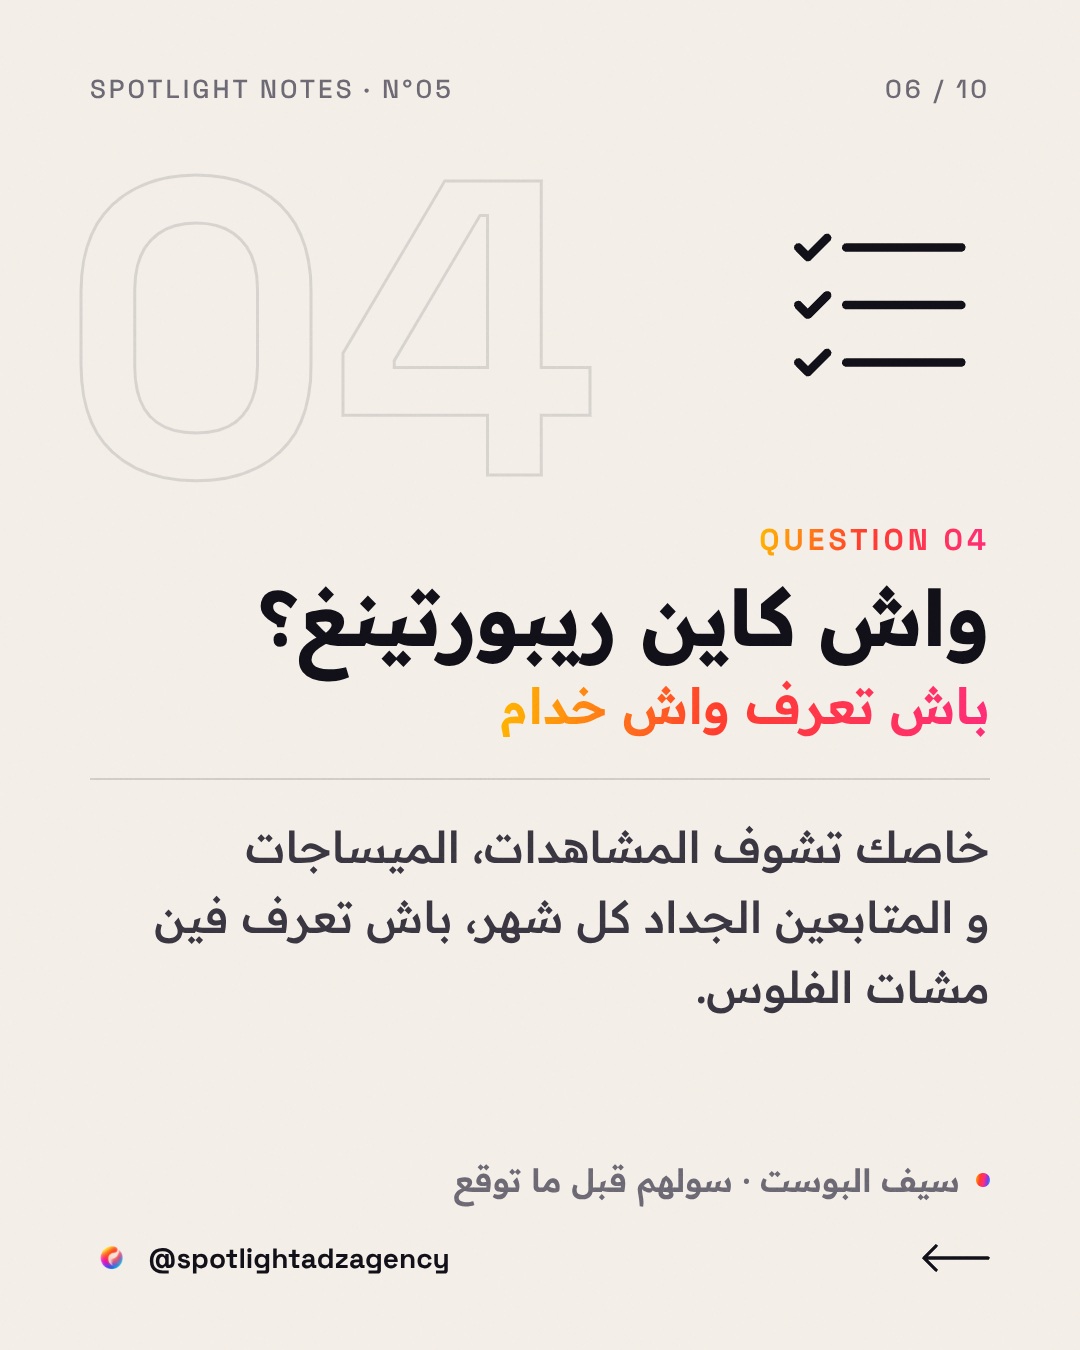 SPOTLIGHT NOTES · N°05
06 / 10
04
QUESTION 04
واش كاين ريبورتينغ؟
باش تعرف واش خدام
خاصك تشوف المشاهدات، الميساجات
و المتابعين الجداد كل شهر، باش تعرف فين
مشات الفلوس.
سيف البوست · سولهم قبل ما توقع
@spotlightadzagency